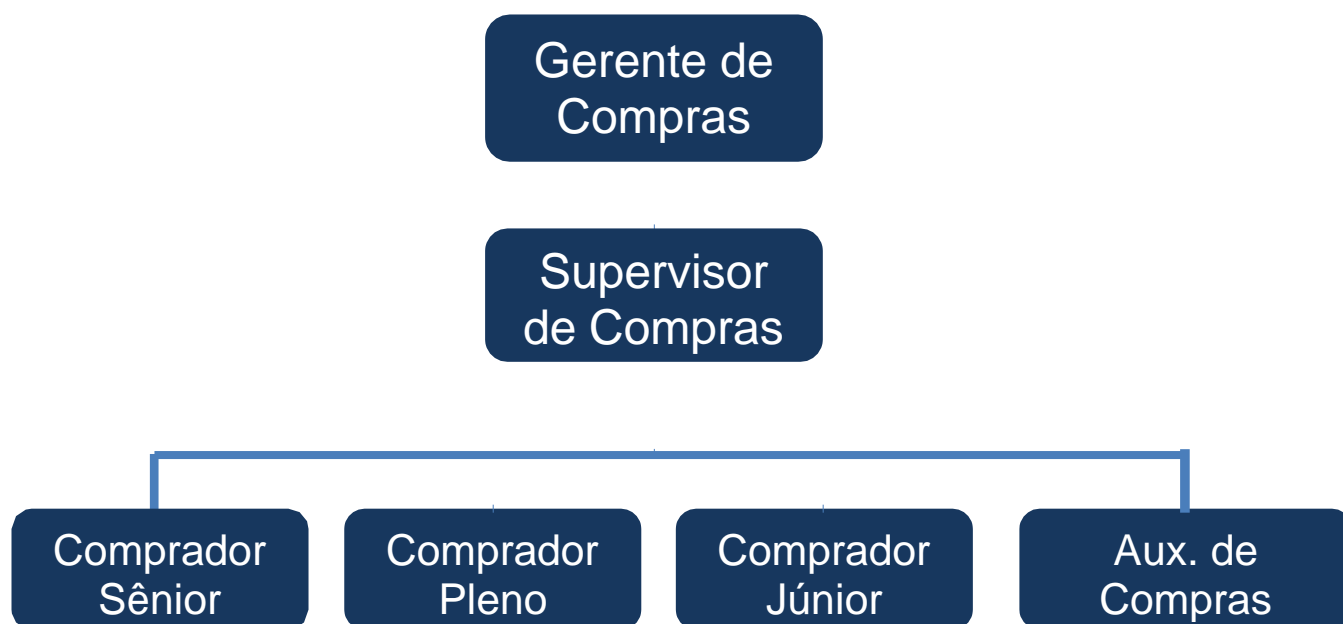 Gerente de
Compras
Supervisor
de Compras
Comprador
Sênior
Comprador
Pleno
Comprador
Júnior
Aux. de
Compras